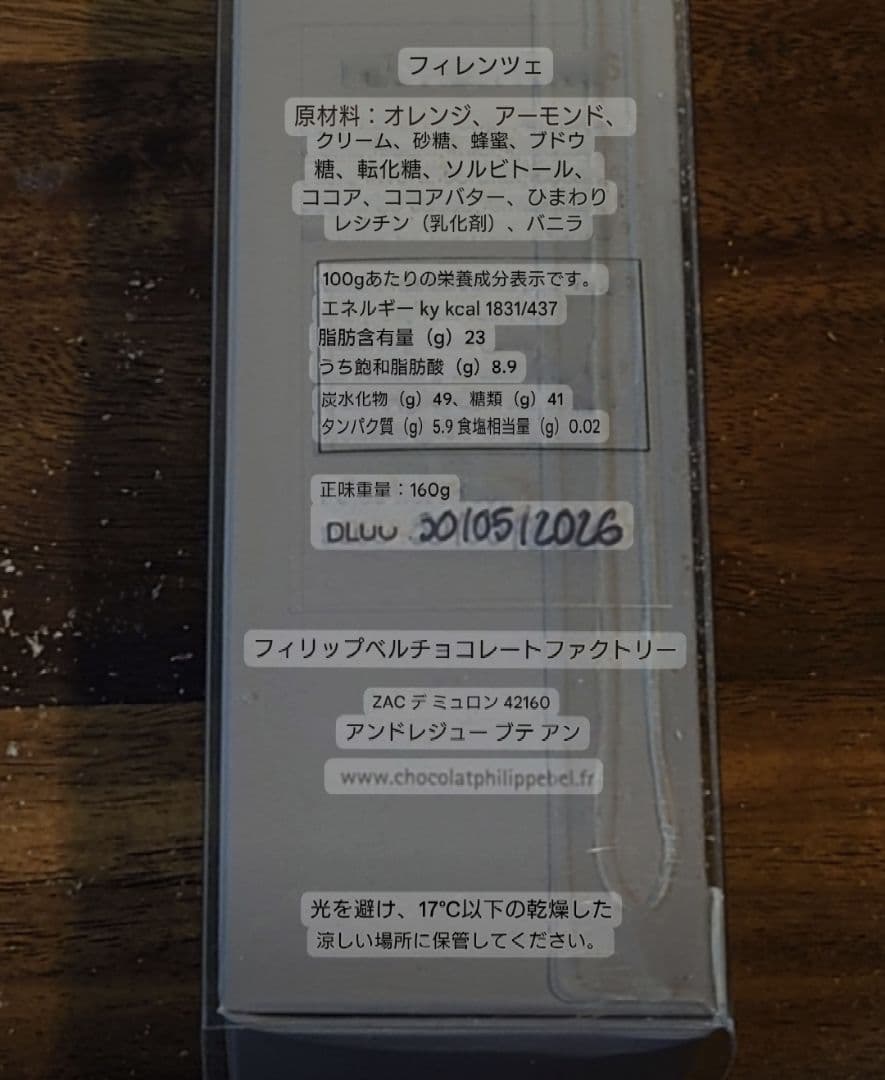 フィレンツェ
原材料：オレンジ、アーモンド、
クリーム、砂糖、蜂蜜、ブドウ
糖、転化糖、ソルビトール、
ココア、ココアバター、ひまわり
レシチン（乳化剤）、バニラ
100gあたりの栄養成分表示です。
エネルギー ky kcal 1831/437
脂肪含有量（g）23
うち飽和脂肪酸（g）8.9
炭水化物（g）49、糖類（g）41
タンパク質（g）5.9 食塩相当量（g）0.02
正味重量：160g
/05/2026
フィリップベルチョコレートファクトリー
ZAC デ ミュロン 42160
アンドレジュー ブテ アン
www.chocolatphilippebel.fr
光を避け、17℃以下の乾燥した
涼しい場所に保管してください。